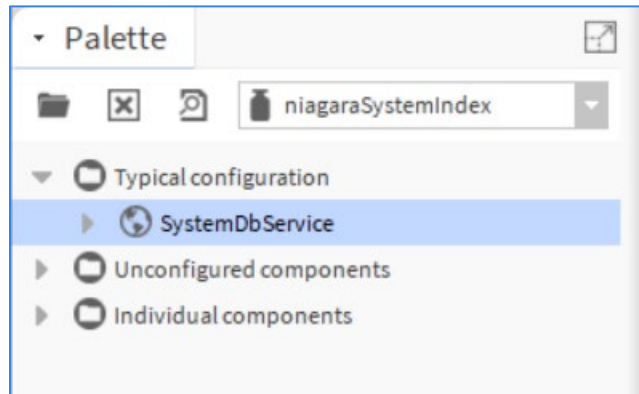 Palette
niagaraSystemIndex
Typical configuration
SystemDbService
Unconfigured components
Individual components